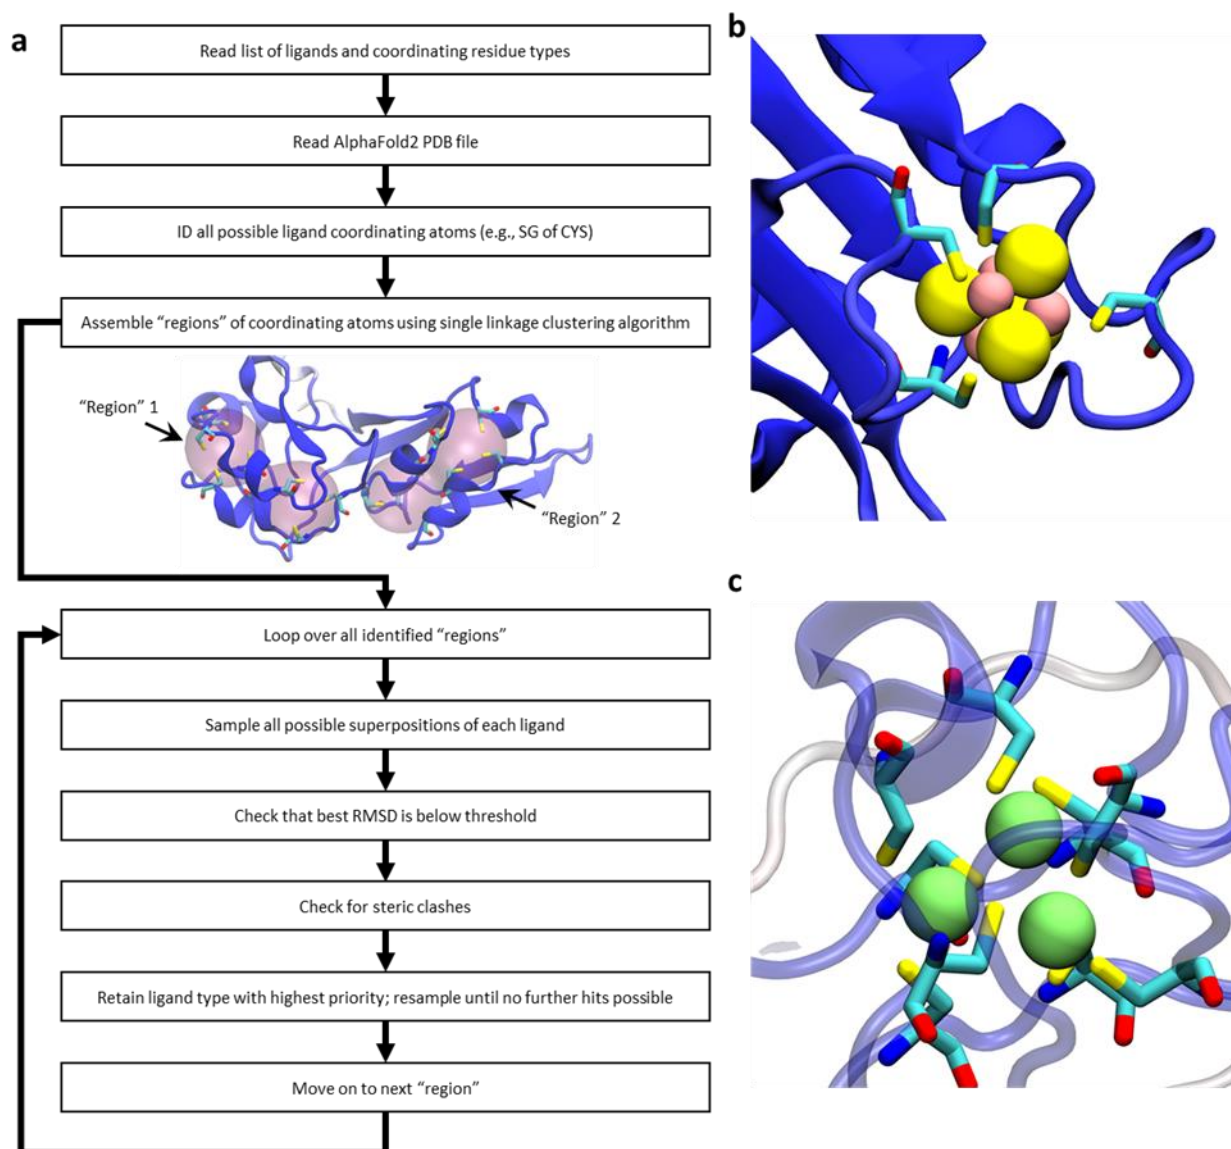 a
Read list of ligands and coordinating residue types
Read AlphaFold2 PDB file
ID all possible ligand coordinating atoms (e.g., SG of CYS)
Assemble “regions” of coordinating atoms using single linkage clustering algorithm
“Region” 1
“Region” 2
Loop over all identified “regions”
Sample all possible superpositions of each ligand
Check that best RMSD is below threshold
Check for steric clashes
Retain ligand type with highest priority; resample until no further hits possible
Move on to next “region”
b
c